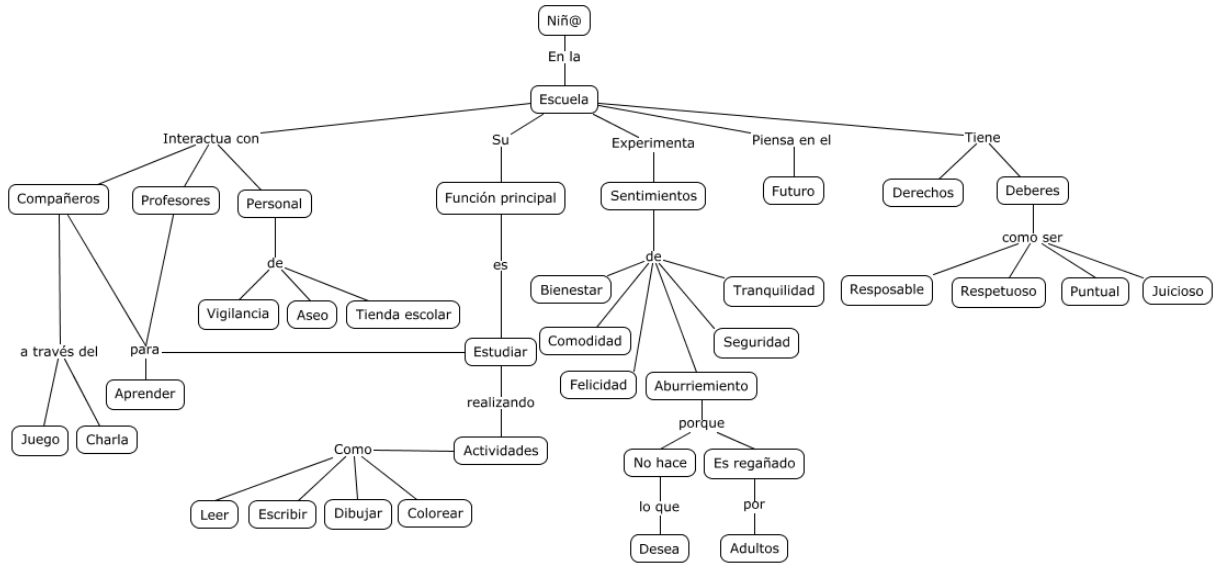 Niñ@
En la
Escuela
Interactua con
Su
Experimenta
Piensa en el
Tiene
Compañeros
Profesores
Personal
Función principal
Sentimientos
Futuro
Derechos
Deberes
de
es
de
como ser
Vigilancia
Aseo
Tienda escolar
Bienestar
Tranquilidad
Resposable
Respetuoso
Puntual
Juicioso
Comodidad
Seguridad
a través del
para
Estudiar
Aprender
Felicidad
Aburriemiento
realizando
porque
Juego
Charla
Como
Actividades
No hace
Es regañado
Leer
Escribir
Dibujar
Colorear
lo que
por
Desea
Adultos